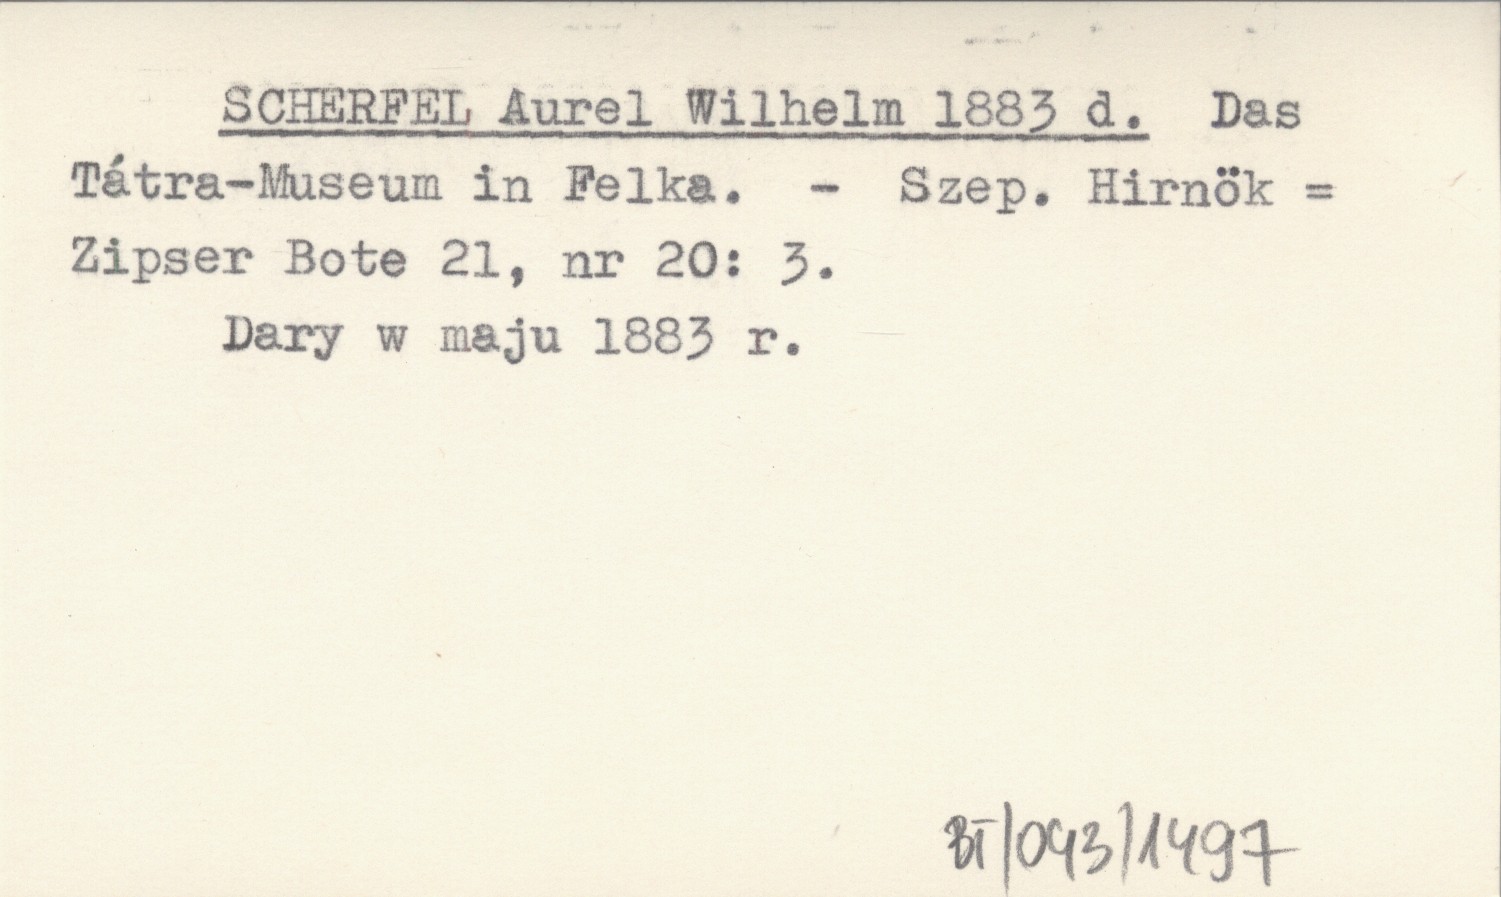 SCHERFEL Aurel Wilhelm 1883 d. Das
Tátra-Museum in Felka. - Szep. Hirnök =
Zipser Bote 21, nr 20: 3.
Dary w maju 1883 r.
BT/043/1497